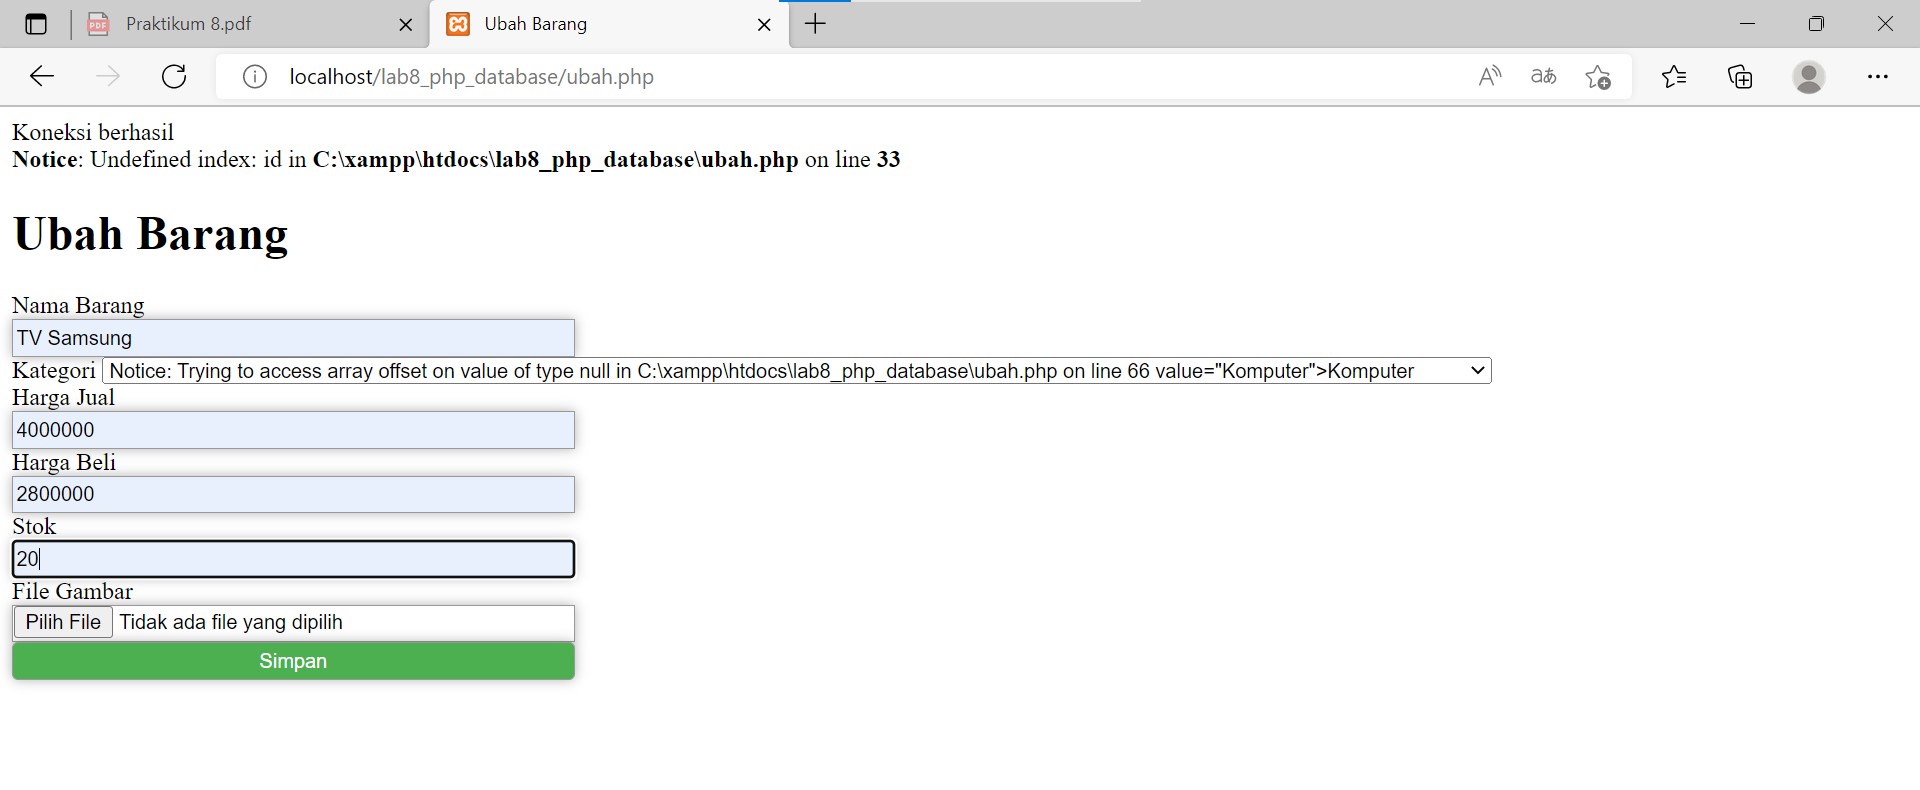 Praktikum 8.pdf
Ubah Barang
localhost/lab8_php_database/ubah.php
Koneksi berhasil
Notice: Undefined index: id in C:\xampp\htdocs\lab8_php_database\ubah.php on line 33
Ubah Barang
Nama Barang
TV Samsung
Kategori Notice: Trying to access array offset on value of type null in C:\xampp\htdocs\lab8_php_database\ubah.php on line 66 value="Komputer">Komputer
Harga Jual
4000000
Harga Beli
2800000
Stok
20
File Gambar
Pilih File Tidak ada file yang dipilih
Simpan